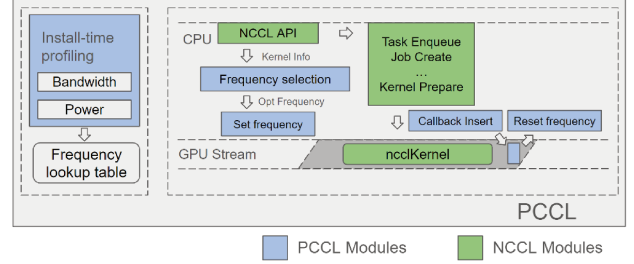 Install-time
profiling
Bandwidth
Power
Frequency
lookup table
CPU
NCCL API
Kernel Info
Frequency selection
Opt Frequency
Set frequency
Task Enqueue
Job Create
...
Kernel Prepare
Callback Insert
Reset frequency
GPU Stream
ncclKernel
PCCL
PCCL Modules
NCCL Modules